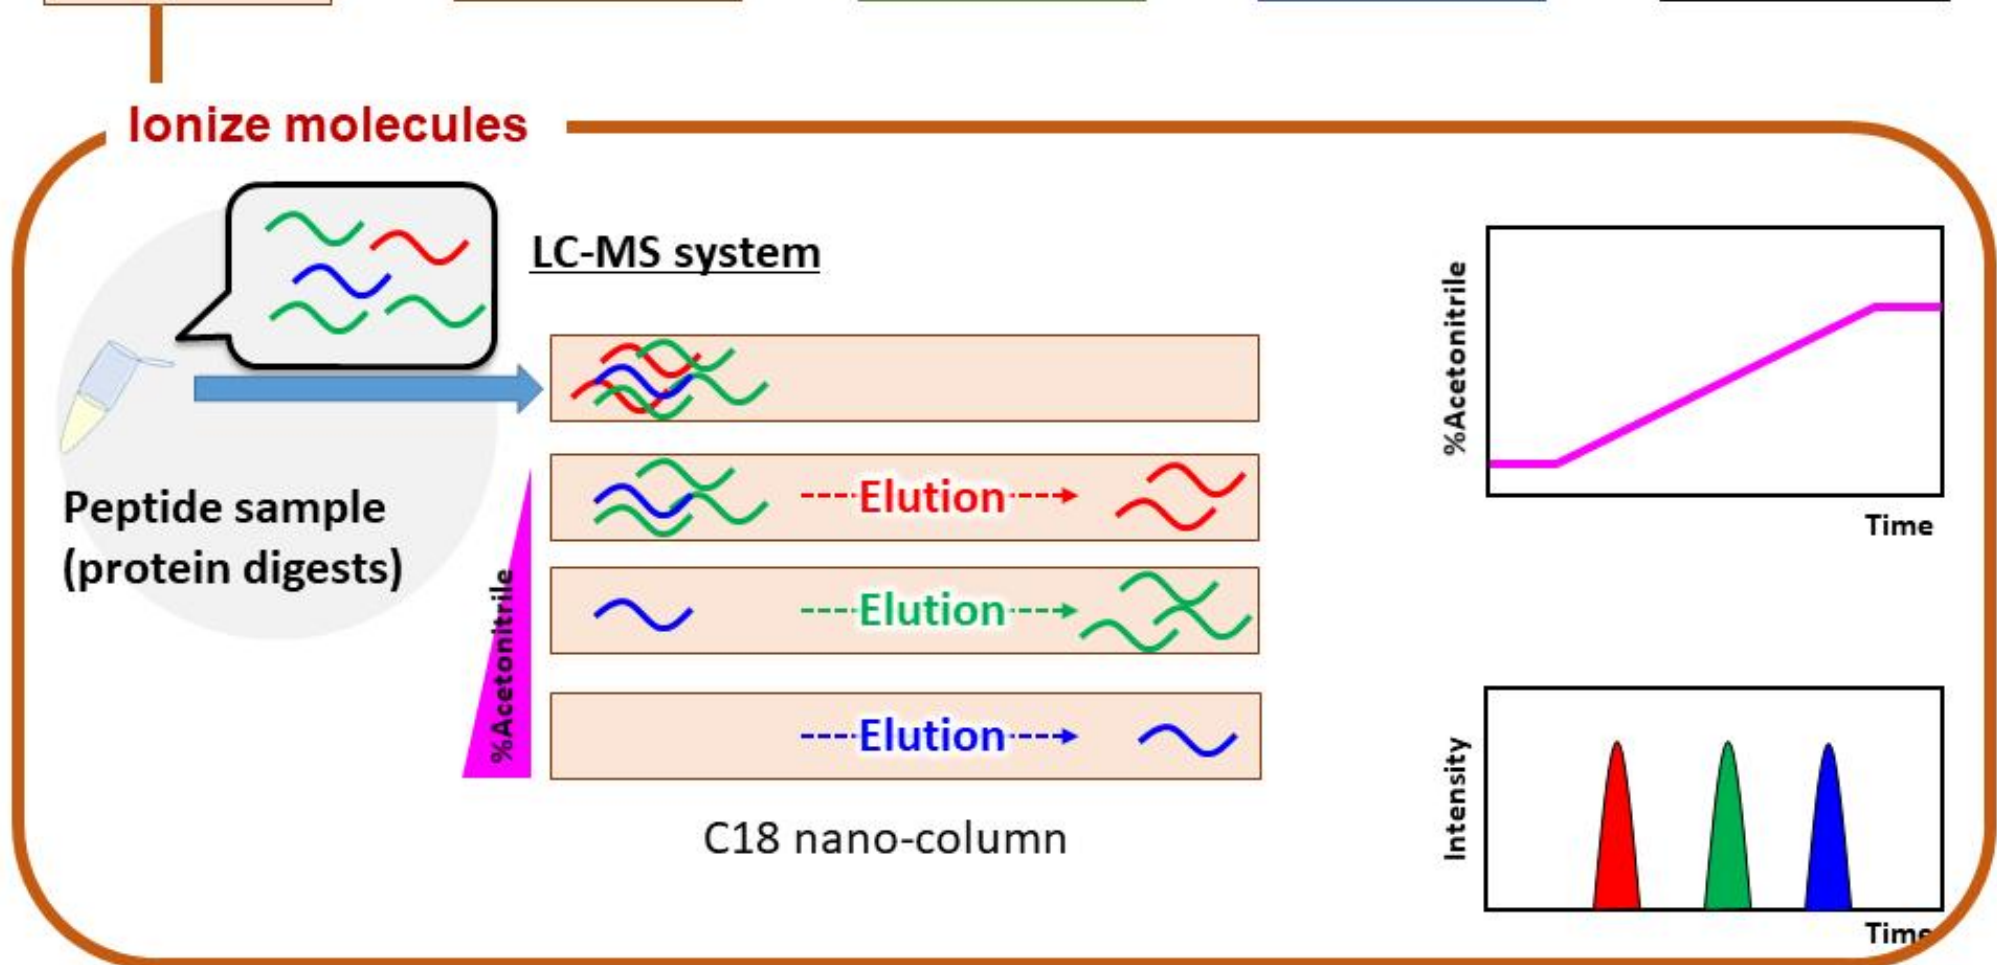 Ionize molecules
LC-MS system
Peptide sample
(protein digests)
%Acetonitrile
Elution
Elution
Elution
C18 nano-column
%Acetonitrile
Time
Intensity
Time